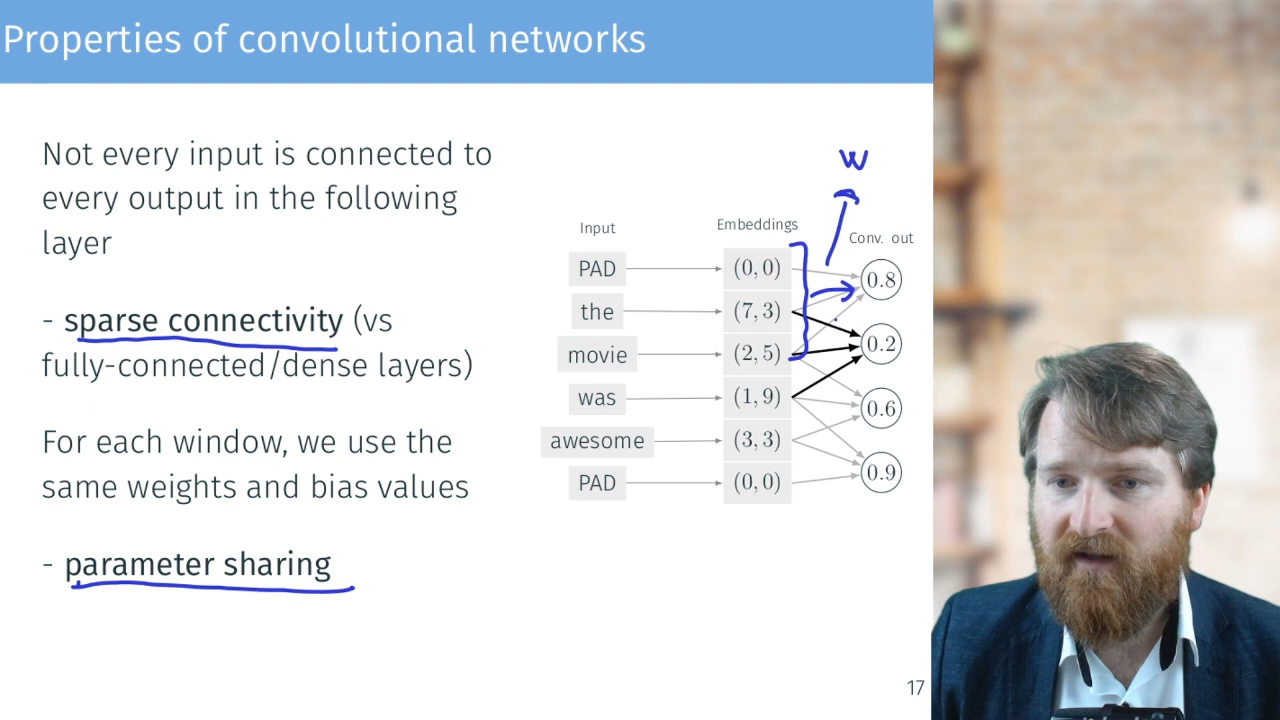 Properties of convolutional networks
Not every input is connected to
every output in the following
layer
- sparse connectivity (vs
fully-connected/dense layers)
For each window, we use the
same weights and bias values
- parameter sharing
W
Input Embeddings Conv. out
PAD (0, 0) 0.8
the (7, 3)
movie (2, 5) 0.2
was (1, 9) 0.6
awesome (3, 3)
PAD (0, 0) 0.9
17